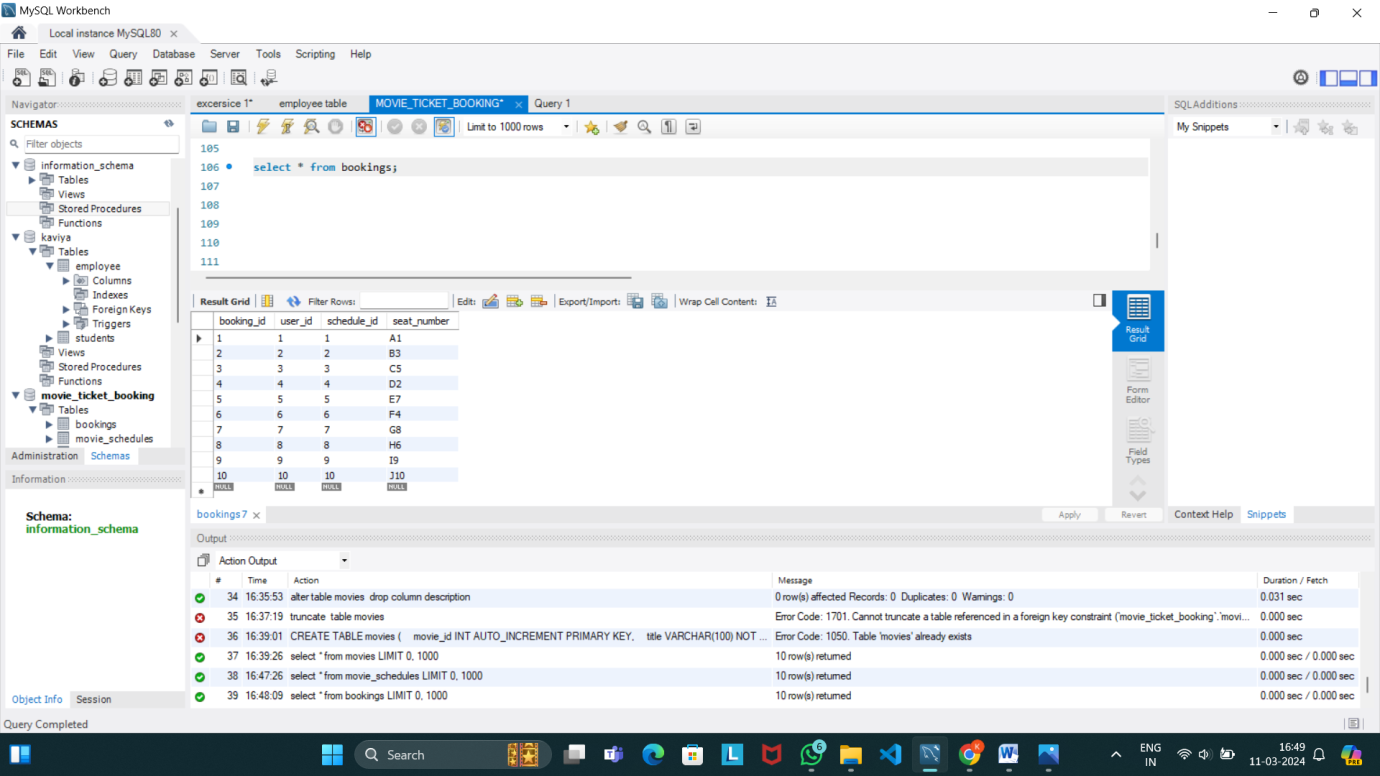 MySQL Workbench
Local instance MySQL80
File Edit View Query Database Server Tools Scripting Help
Navigator
SCHEMAS
Filter objects
information_schema
Tables
Views
Stored Procedures
Functions
kaviya
Tables
employee
Columns
Indexes
Foreign Keys
Triggers
students
Views
Stored Procedures
Functions
movie_ticket_booking
Tables
bookings
movie_schedules
Administration Schemas
Information
Schema:
information_schema
Object Info Session
Query Completed
excersice 1* employee table MOVIE_TICKET_BOOKING* Query 1
Limit to 1000 rows
105
106 select * from bookings;
107
108
109
110
111
Result Grid Filter Rows: Edit: Export/Import: Wrap Cell Content:
booking_id user_id schedule_id seat_number
1 1 1 A1
2 2 2 B3
3 3 3 C5
4 4 4 D2
5 5 5 E7
6 6 6 F4
7 7 7 G8
8 8 8 H6
9 9 9 I9
10 10 10 J10
NULL NULL NULL NULL
Result
Grid
Form
Editor
Field
Types
bookings 7
Apply Revert
SQLAdditions
My Snippets
Context Help Snippets
Output
Action Output
# Time Action Message Duration / Fetch
34 16:35:53 alter table movies drop column description 0 row(s) affected Records: 0 Duplicates: 0 Warnings: 0 0.031 sec
35 16:37:19 truncate table movies Error Code: 1701. Cannot truncate a table referenced in a foreign key constraint (`movie_ticket_booking`.`movi... 0.000 sec
36 16:39:01 CREATE TABLE movies ( movie_id INT AUTO_INCREMENT PRIMARY KEY, title VARCHAR(100) NOT ... Error Code: 1050. Table 'movies' already exists 0.000 sec
37 16:39:26 select * from movies LIMIT 0, 1000 10 row(s) returned 0.000 sec / 0.000 sec
38 16:47:26 select * from movie_schedules LIMIT 0, 1000 10 row(s) returned 0.000 sec / 0.000 sec
39 16:48:09 select * from bookings LIMIT 0, 1000 10 row(s) returned 0.000 sec / 0.000 sec
Search
6
K
ENG
IN
16:49
11-03-2024
PRE